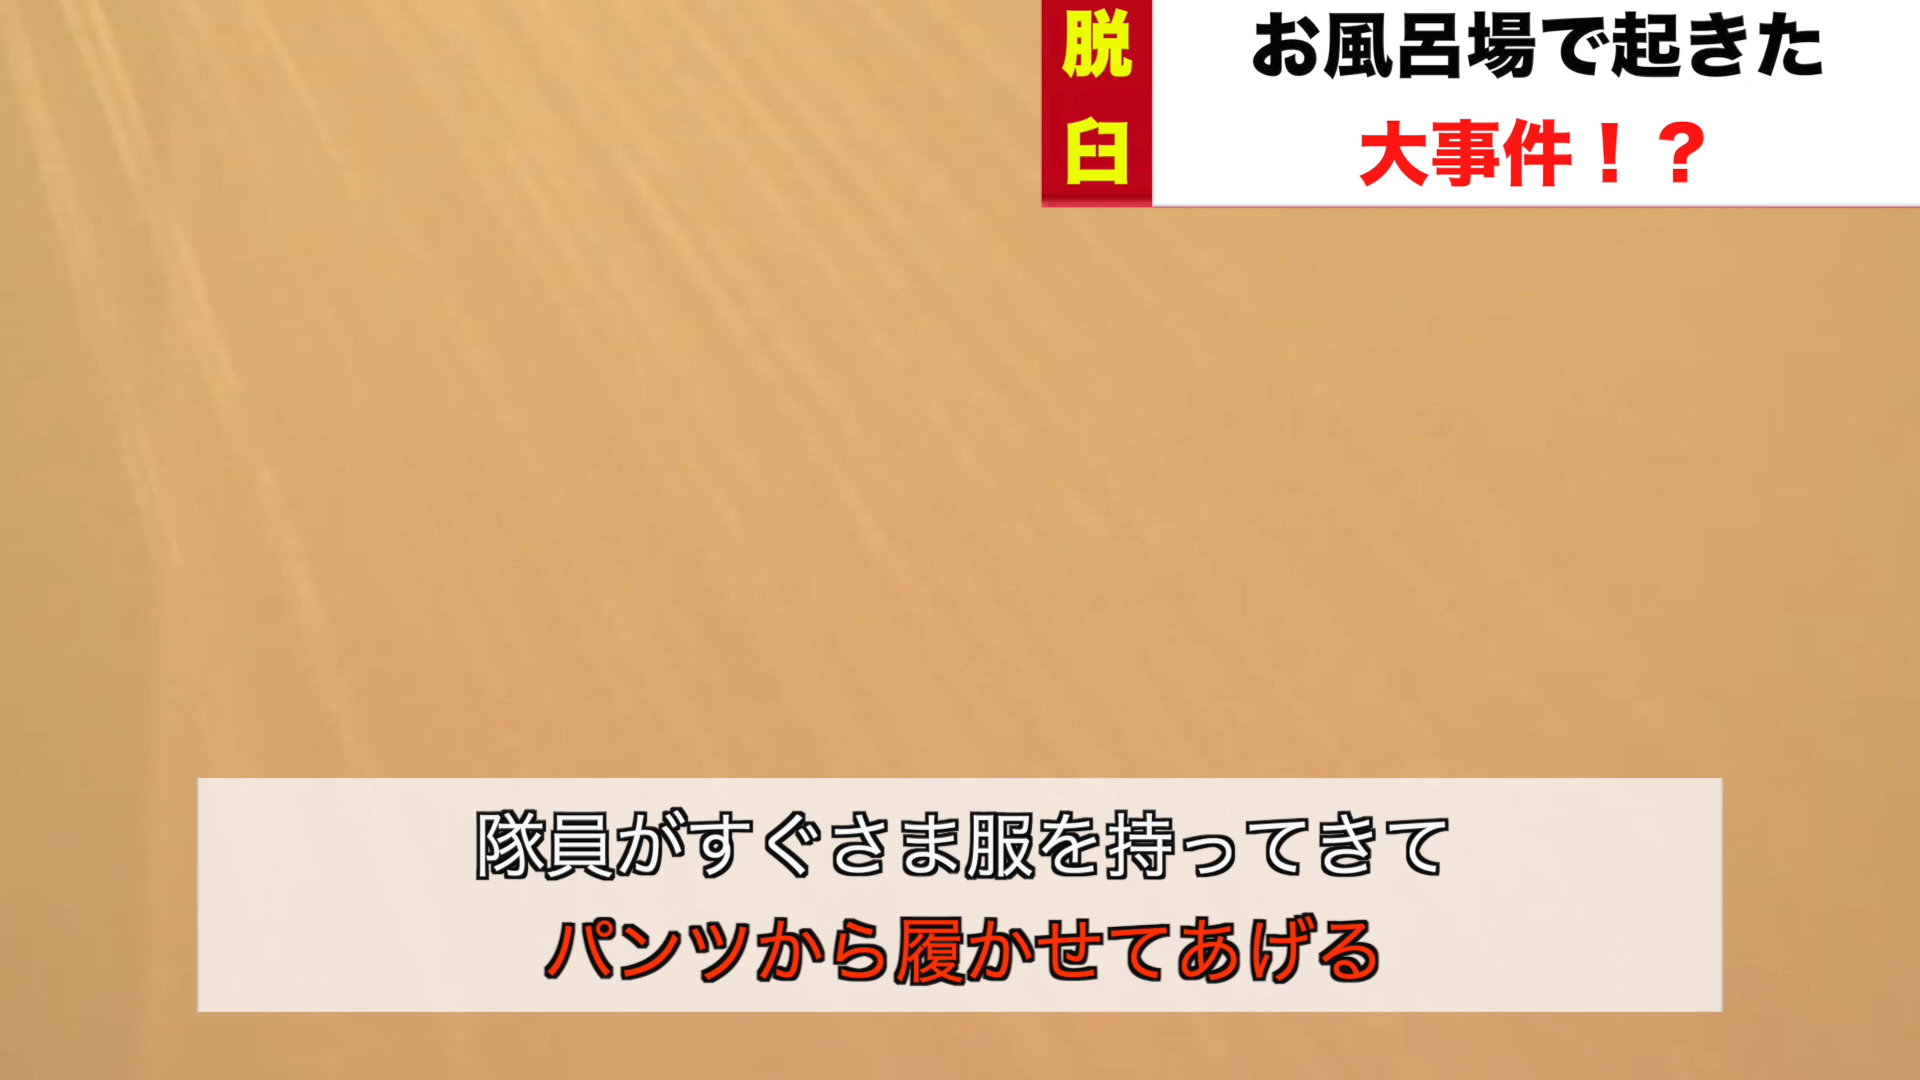 脱臼
お風呂場で起きた
大事件！？
隊員がすぐさま服を持ってきて
パンツから履かせてあげる